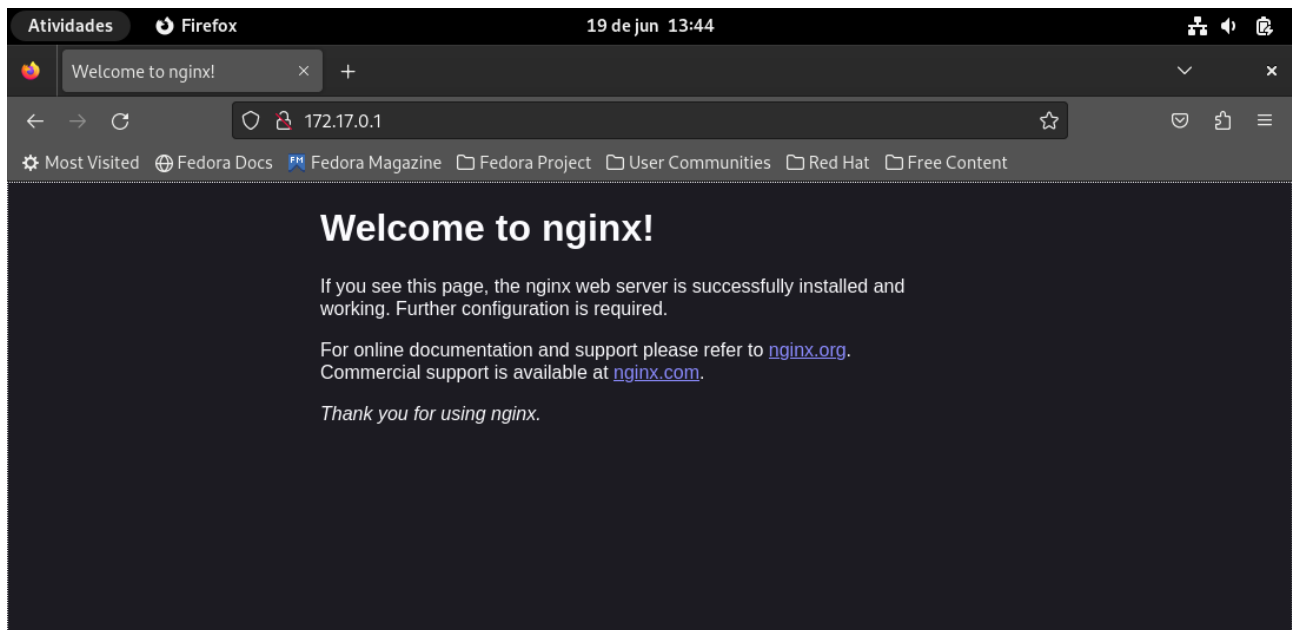 Atividades Firefox 19 de jun 13:44
Welcome to nginx!
172.17.0.1
Most Visited Fedora Docs FM Fedora Magazine Fedora Project User Communities Red Hat Free Content
Welcome to nginx!
If you see this page, the nginx web server is successfully installed and
working. Further configuration is required.
For online documentation and support please refer to nginx.org.
Commercial support is available at nginx.com.
Thank you for using nginx.